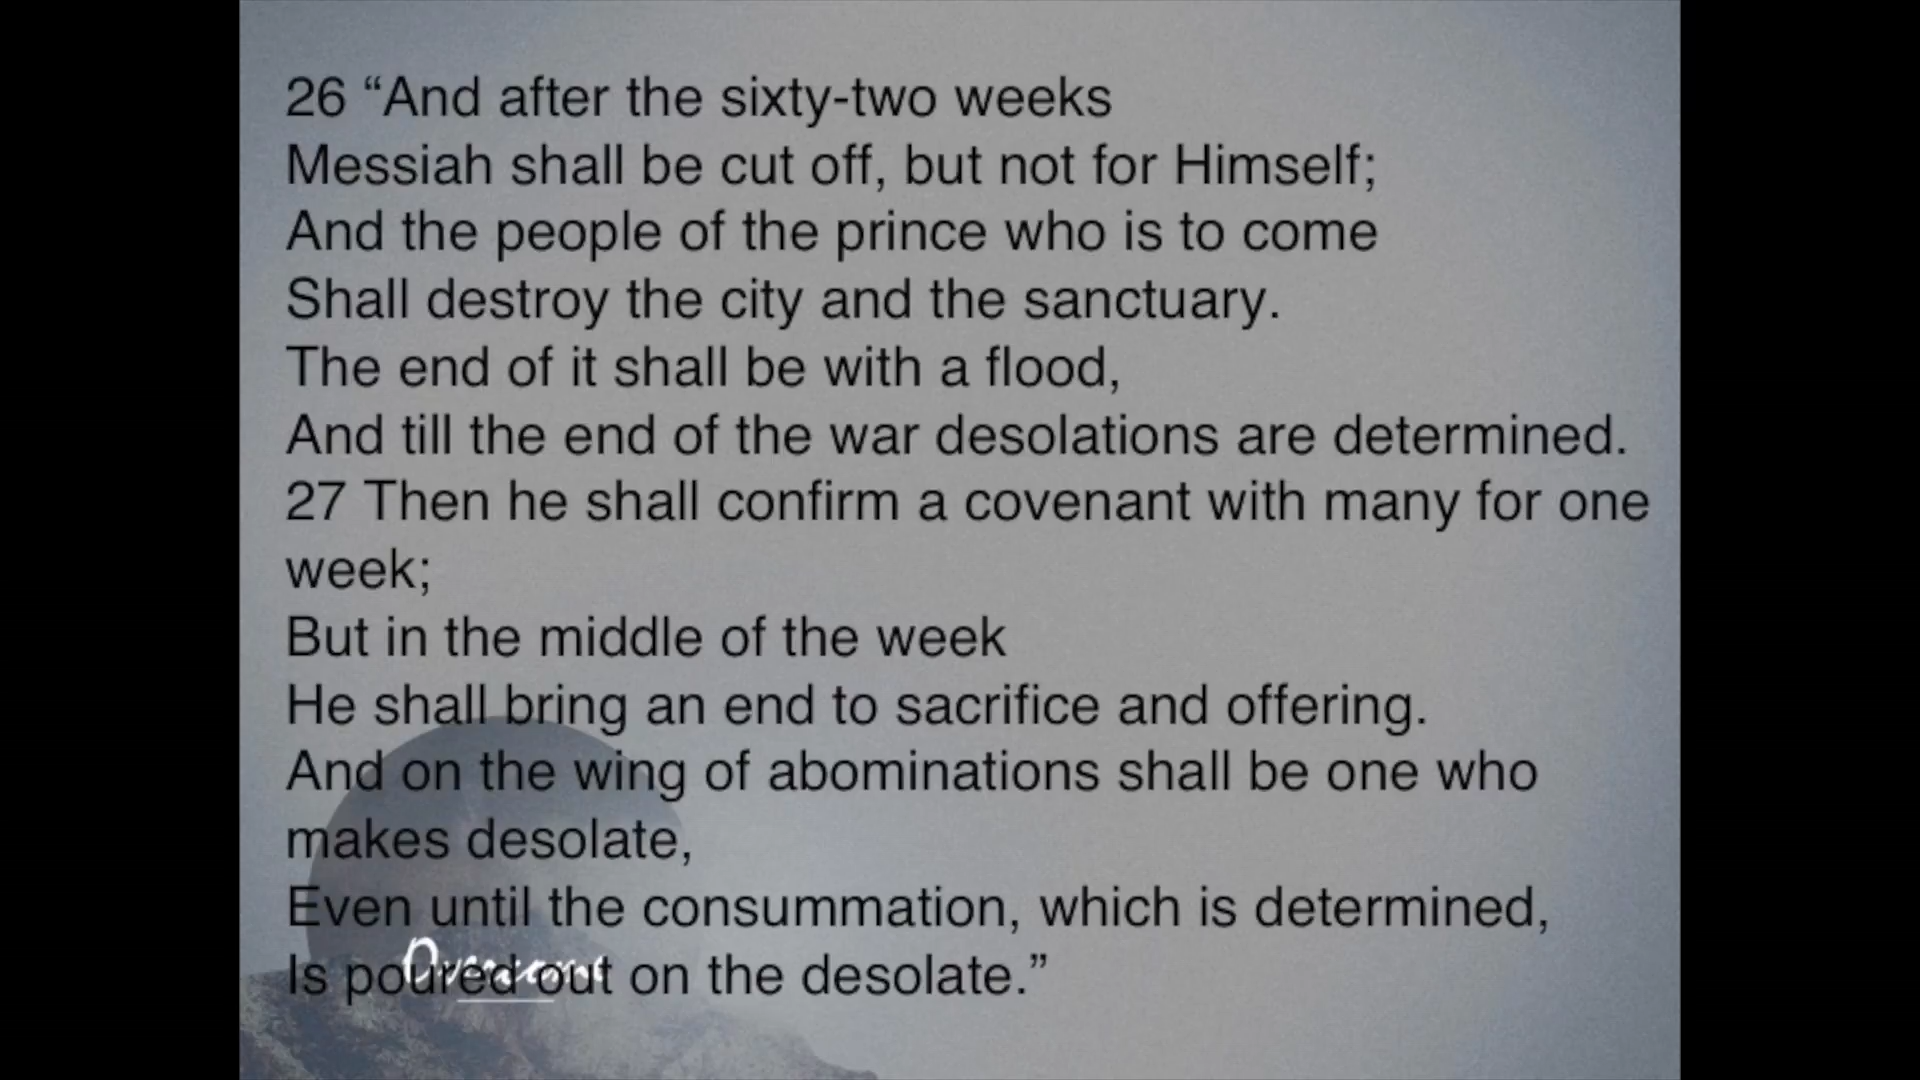 26 “And after the sixty-two weeks
Messiah shall be cut off, but not for Himself;
And the people of the prince who is to come
Shall destroy the city and the sanctuary.
The end of it shall be with a flood,
And till the end of the war desolations are determined.
27 Then he shall confirm a covenant with many for one
week;
But in the middle of the week
He shall bring an end to sacrifice and offering.
And on the wing of abominations shall be one who
makes desolate,
Even until the consummation, which is determined,
Is poured out on the desolate.”
Overcome